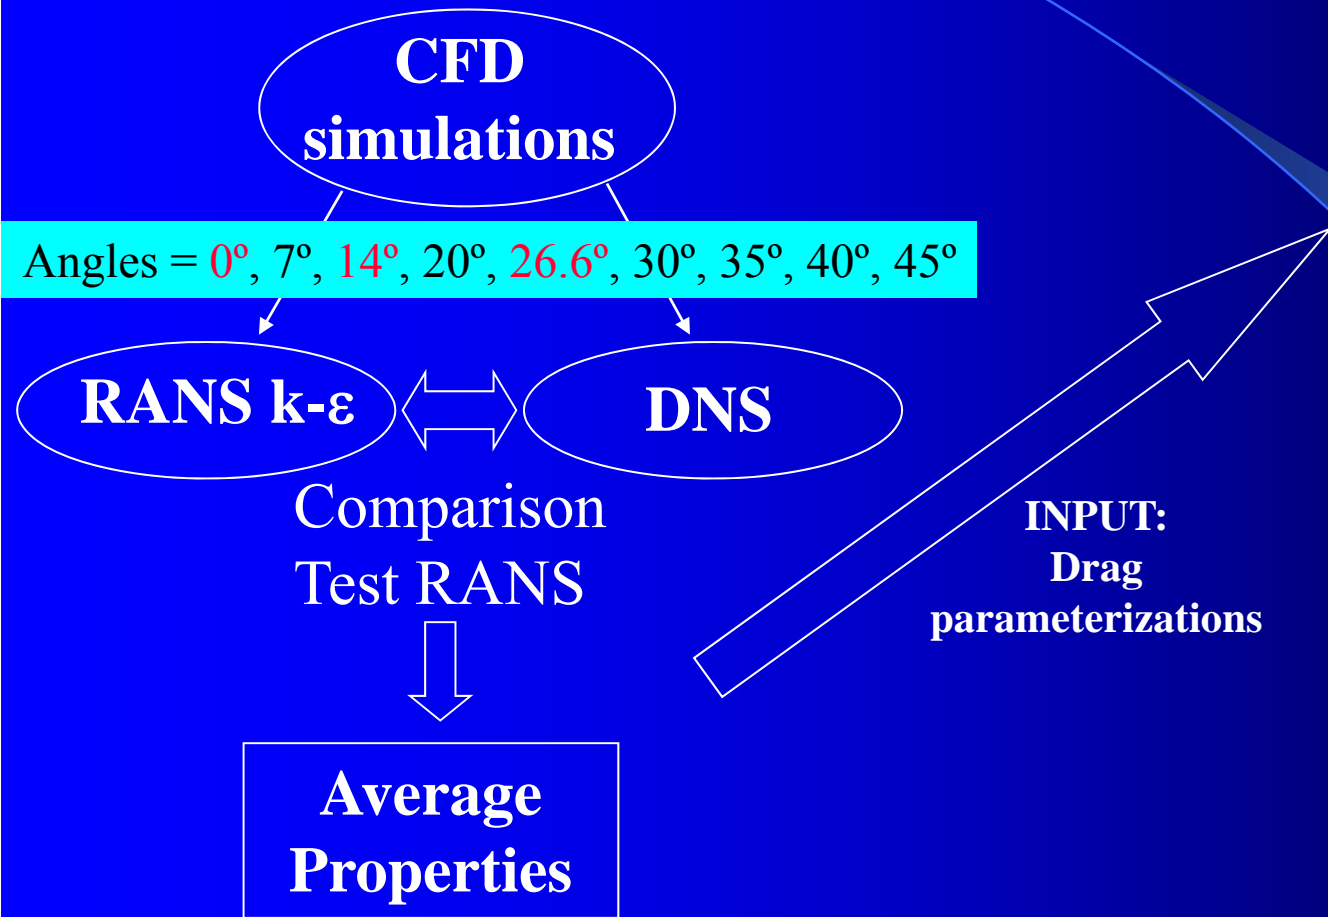 CFD
simulations
Angles = 0º, 7º, 14º, 20º, 26.6º, 30º, 35º, 40º, 45º
RANS k-ε
DNS
Comparison
Test RANS
INPUT:
Drag
parameterizations
Average
Properties